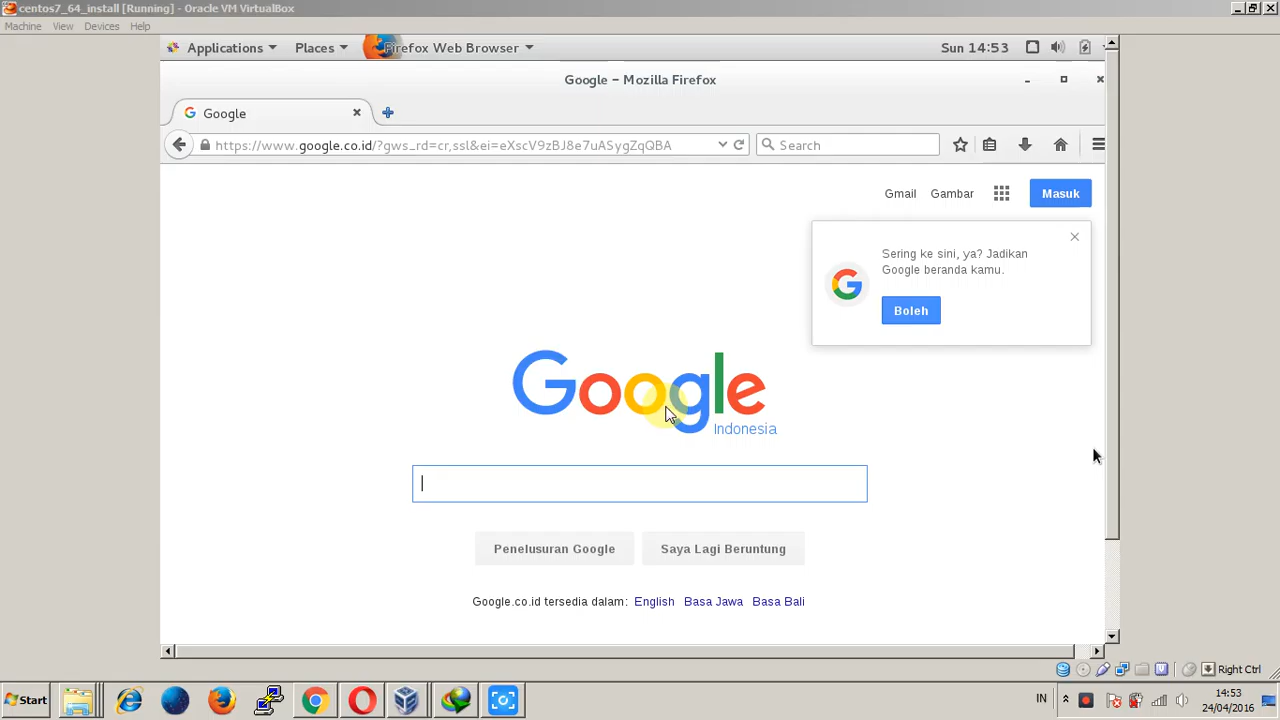 centos7_64_install [Running] - Oracle VM VirtualBox
Machine View Devices Help
Applications Places Firefox Web Browser Sun 14:53
Google – Mozilla Firefox
Google
https://www.google.co.id/?gws_rd=cr,ssl&ei=eXscV9zBIBe7uASygZqQBA Search
Gmail Gambar Masuk
Sering ke sini, ya? Jadikan
Google beranda kamu.
Boleh
Google
Indonesia
Penelusuran Google Saya Lagi Beruntung
Google.co.id tersedia dalam: English Basa Jawa Basa Bali
Right Ctrl
Start IN 14:53
24/04/2016